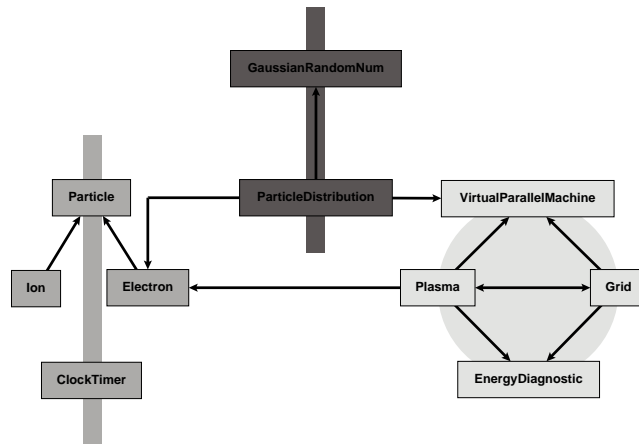 GaussianRandomNum
Particle
ParticleDistribution
VirtualParallelMachine
Ion
Electron
Plasma
Grid
ClockTimer
EnergyDiagnostic